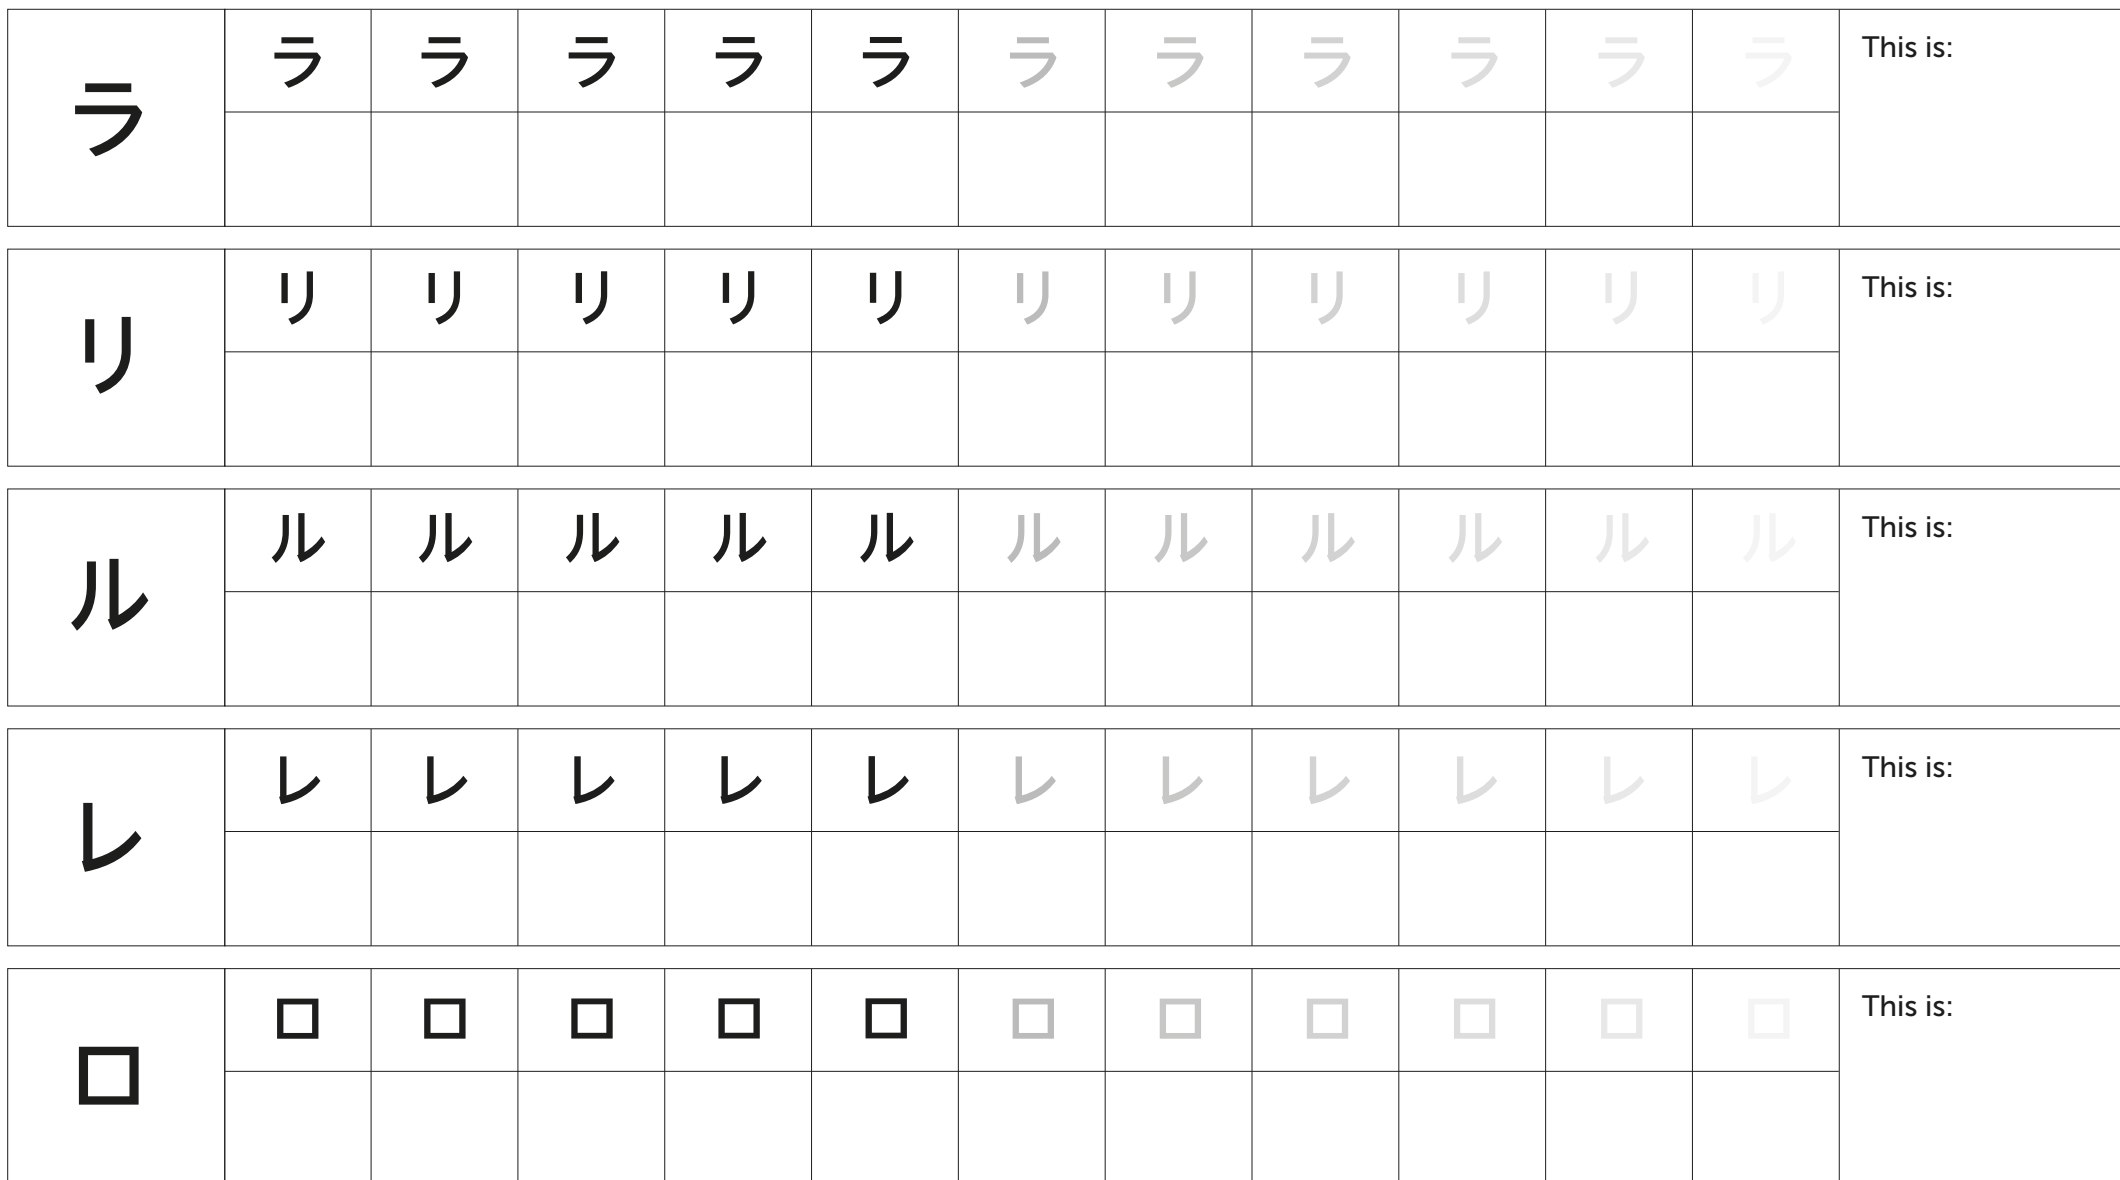 ラ ラ ラ ラ ラ ラ ラ ラ ラ ラ ラ ラ This is:
リ リ リ リ リ リ リ リ リ リ リ リ This is:
ル ル ル ル ル ル ル ル ル ル ル ル This is:
レ レ レ レ レ レ レ レ レ レ レ レ This is:
ロ ロ ロ ロ ロ ロ ロ ロ ロ ロ ロ ロ This is: